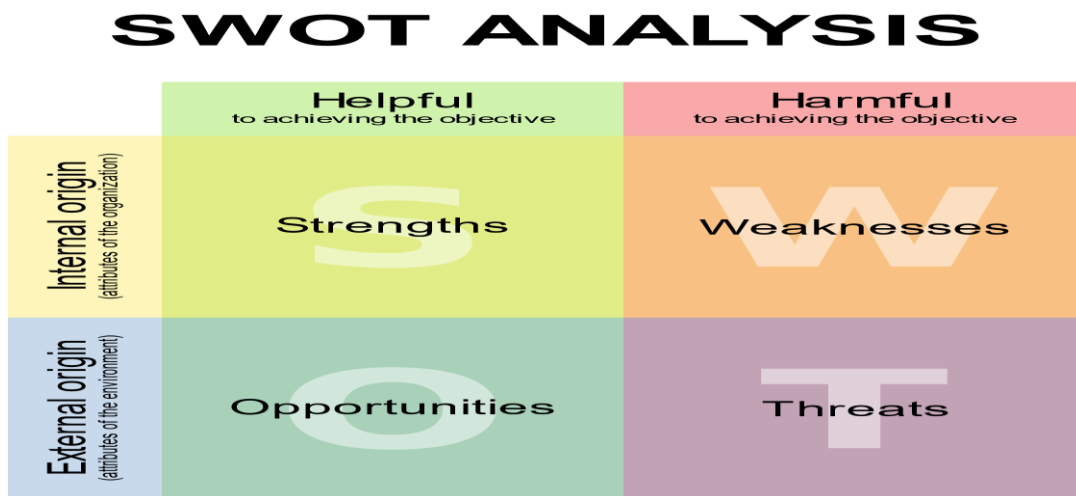 SWOT ANALYSIS
Helpful
to achieving the objective
Harmful
to achieving the objective
Internal origin
(attributes of the organization)
S
Strengths
W
Weaknesses
External origin
(attributes of the environment)
O
Opportunities
T
Threats